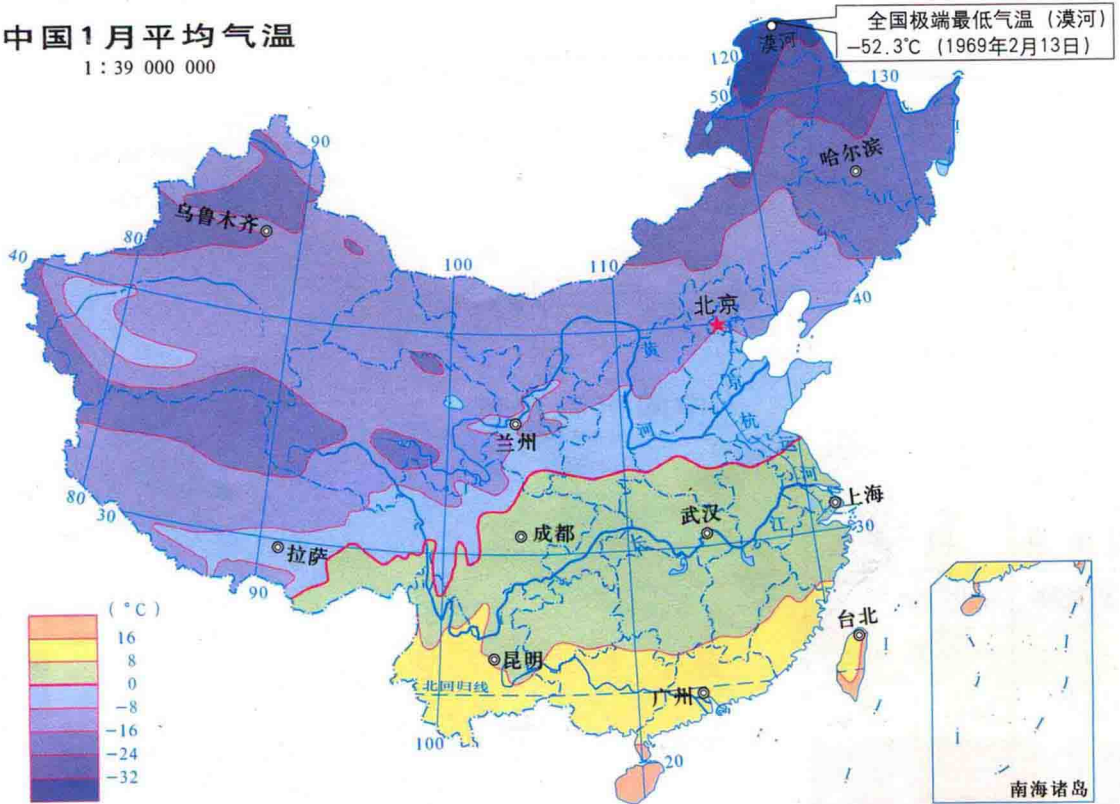 中国1月平均气温
1:39 000 000
全国极端最低气温（漠河）
-52.3℃（1969年2月13日）
漠河
120
130
50
哈尔滨
90
乌鲁木齐
80
40
100
110
北京
40
黄
京
河
杭
兰州
运
河
上海
80
30
成都
武汉
江
长
30
拉萨
90
(°C)
16
8
0
-8
-16
-24
-32
台北
昆明
北回归线
广州
100
20
南海诸岛